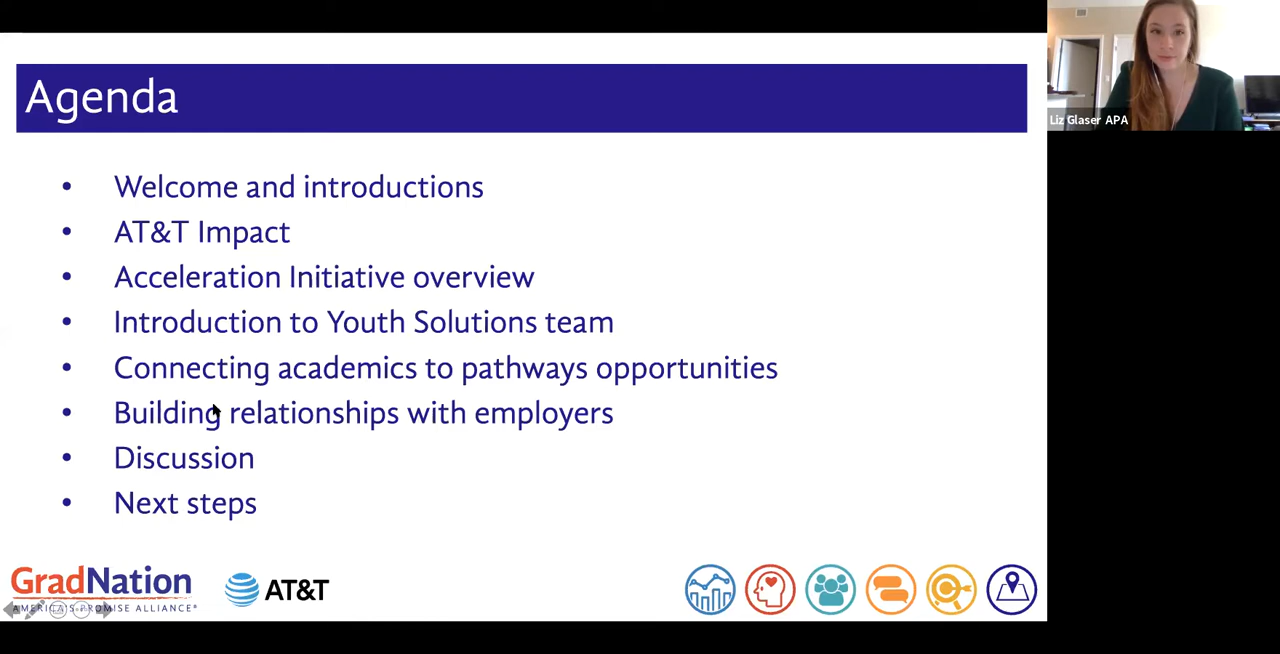 Agenda
Liz Glaser APA
• Welcome and introductions
• AT&T Impact
• Acceleration Initiative overview
• Introduction to Youth Solutions team
• Connecting academics to pathways opportunities
• Building relationships with employers
• Discussion
• Next steps
GradNation
AMERICA'S PROMISE ALLIANCE®
AT&T